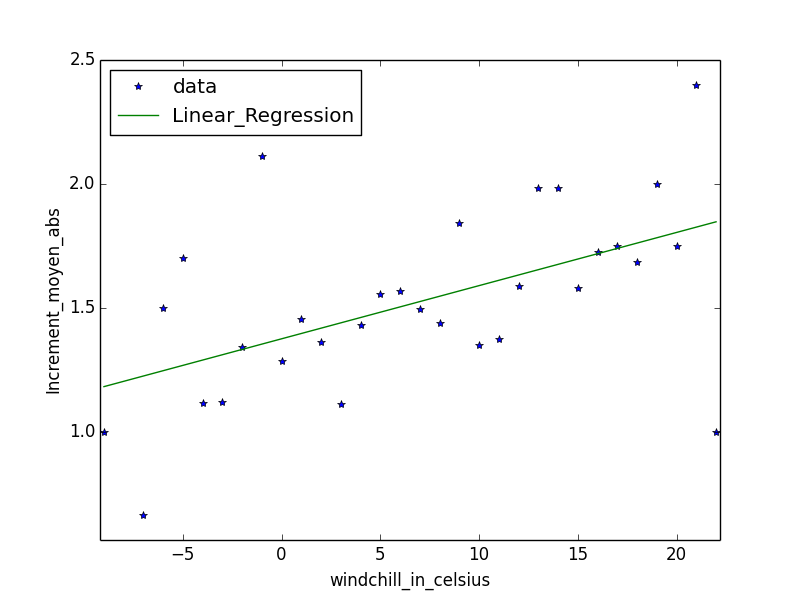 2.5
2.0
1.5
1.0
Increment_moyen_abs
data
Linear_Regression
−5
0
5
10
15
20
windchill_in_celsius